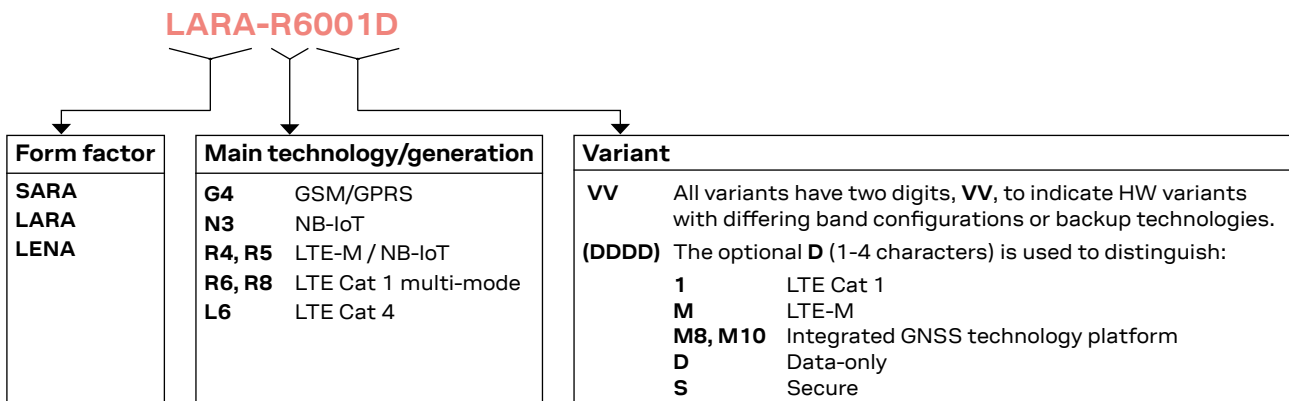 LARA-R6001D
Form factor
SARA
LARA
LENA
Main technology/generation
G4 GSM/GPRS
N3 NB-IoT
R4, R5 LTE-M / NB-IoT
R6, R8 LTE Cat 1 multi-mode
L6 LTE Cat 4
Variant
VV All variants have two digits, VV, to indicate HW variants
with differing band configurations or backup technologies.
(DDDD) The optional D (1-4 characters) is used to distinguish:
1 LTE Cat 1
M LTE-M
M8, M10 Integrated GNSS technology platform
D Data-only
S Secure